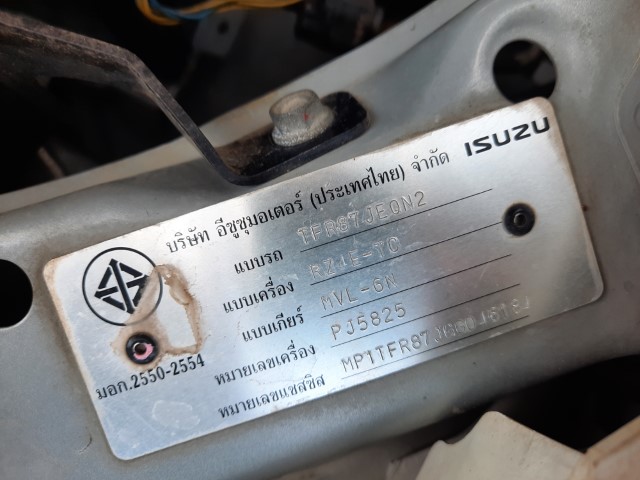 บริษัท อีซูซุมอเตอร์ (ประเทศไทย) จำกัด ISUZU
แบบรถ TFR87JEQN2
แบบเครื่อง RZ4E-TC
แบบเกียร์ MVL-6N
หมายเลขเครื่อง PJ5825
หมายเลขแชสซีส
มอก.2550-2554